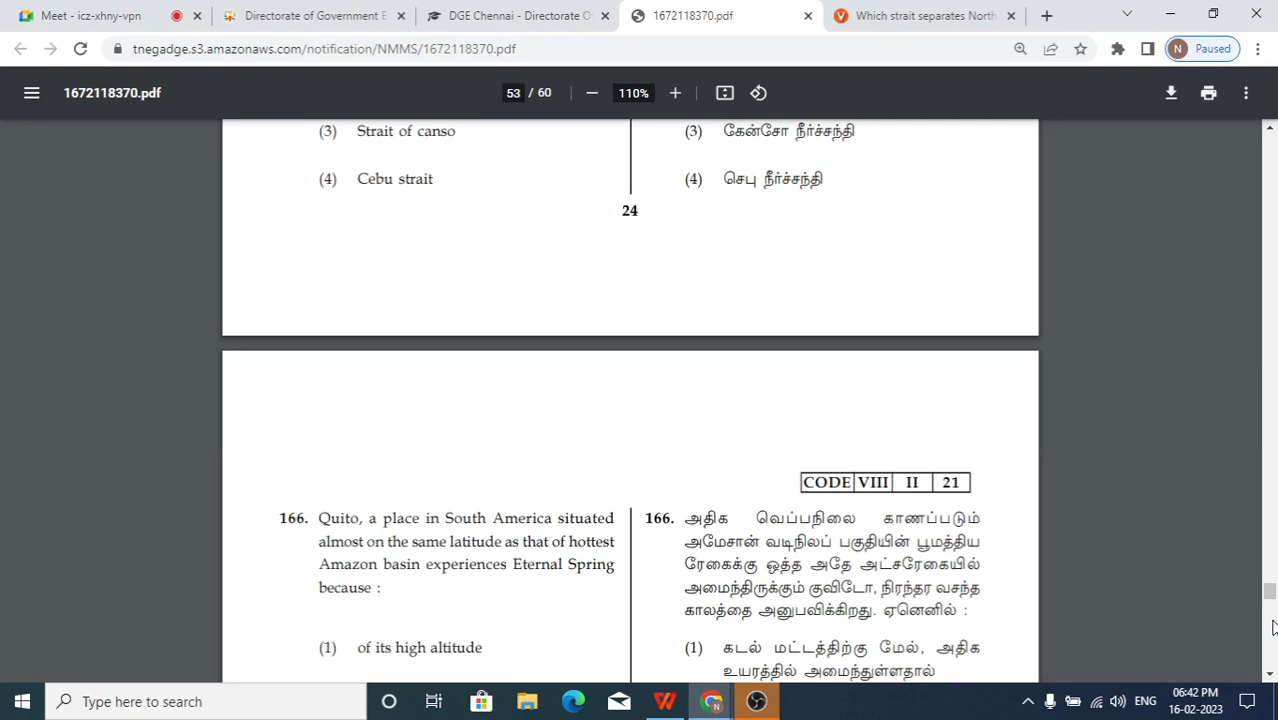 Meet - icz-xhny-vpn
Directorate of Government E
DGE Chennai - Directorate O
1672118370.pdf
Which strait separates North
tnegadge.s3.amazonaws.com/notification/NMMS/1672118370.pdf
N Paused
1672118370.pdf
53 / 60
110%
(3) Strait of canso
(3) கேன்சோ நீர்ச்சந்தி
(4) Cebu strait
(4) செபு நீர்ச்சந்தி
24
CODE VIII II 21
166. Quito, a place in South America situated
almost on the same latitude as that of hottest
Amazon basin experiences Eternal Spring
because :
(1) of its high altitude
166. அதிக வெப்பநிலை காணப்படும்
அமேசான் வடிநிலப் பகுதியின் பூமத்திய
ரேகைக்கு ஒத்த அதே அட்சரேகையில்
அமைந்திருக்கும் குவிடோ, நிரந்தர வசந்த
காலத்தை அனுபவிக்கிறது. ஏனெனில் :
(1) கடல் மட்டத்திற்கு மேல், அதிக
உயரத்தில் அமைந்துள்ளதால்
Type here to search
N
ENG
06:42 PM
16-02-2023